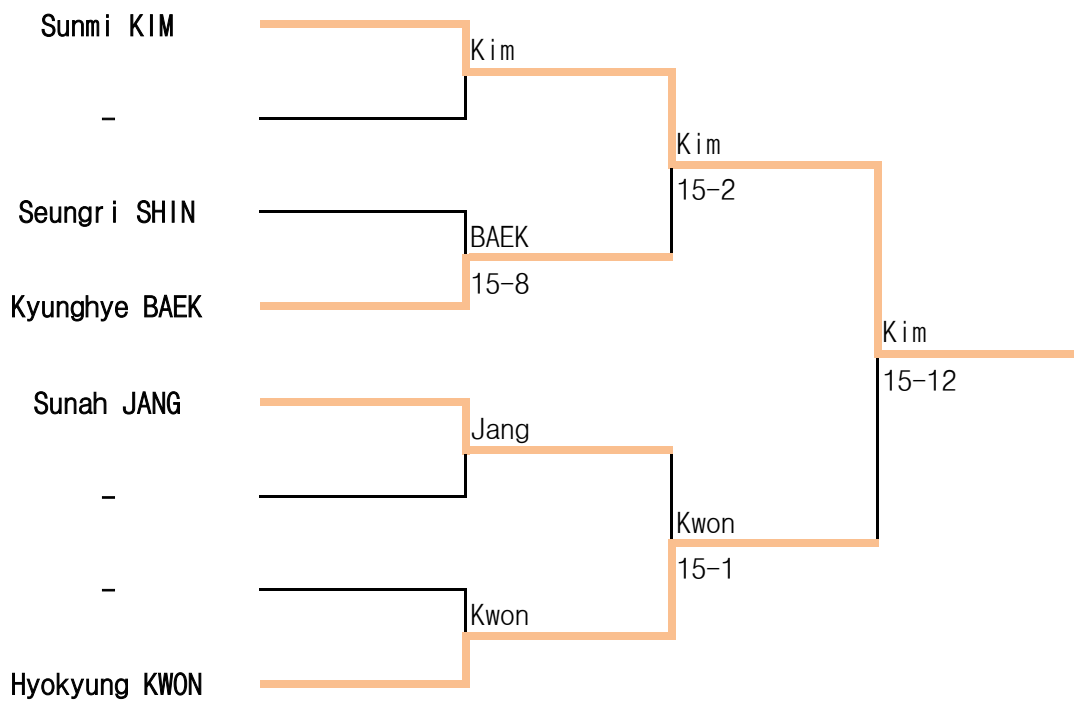 Sunmi KIM
Kim
-
Kim
15-2
Seungri SHIN
BAEK
15-8
Kyunghye BAEK
Kim
15-12
Sunah JANG
Jang
-
Kwon
15-1
-
Kwon
Hyokyung KWON